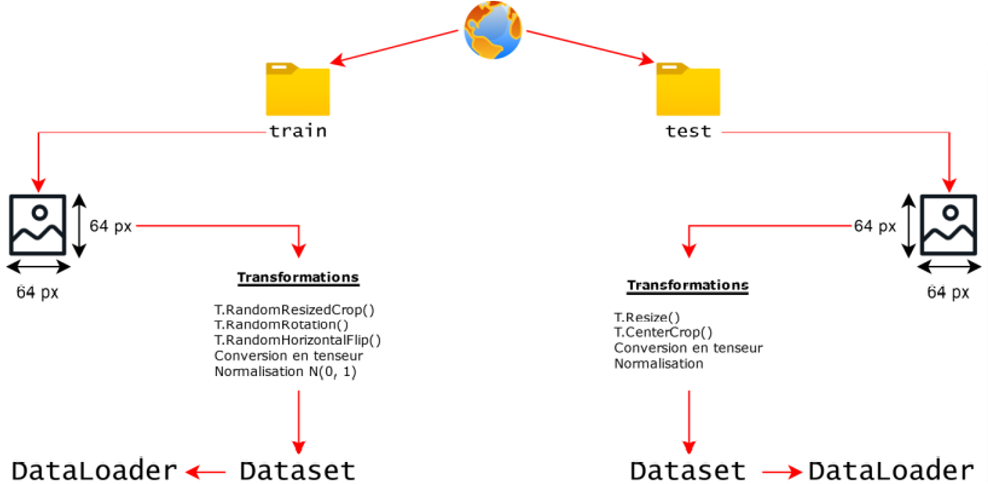 train
test
64 px
64 px
64 px
64 px
Transformations
T.RandomResizedCrop()
T.RandomRotation()
T.RandomHorizontalFlip()
Conversion en tenseur
Normalisation N(0, 1)
Transformations
T.Resize()
T.CenterCrop()
Conversion en tenseur
Normalisation
DataLoader
Dataset
Dataset
DataLoader